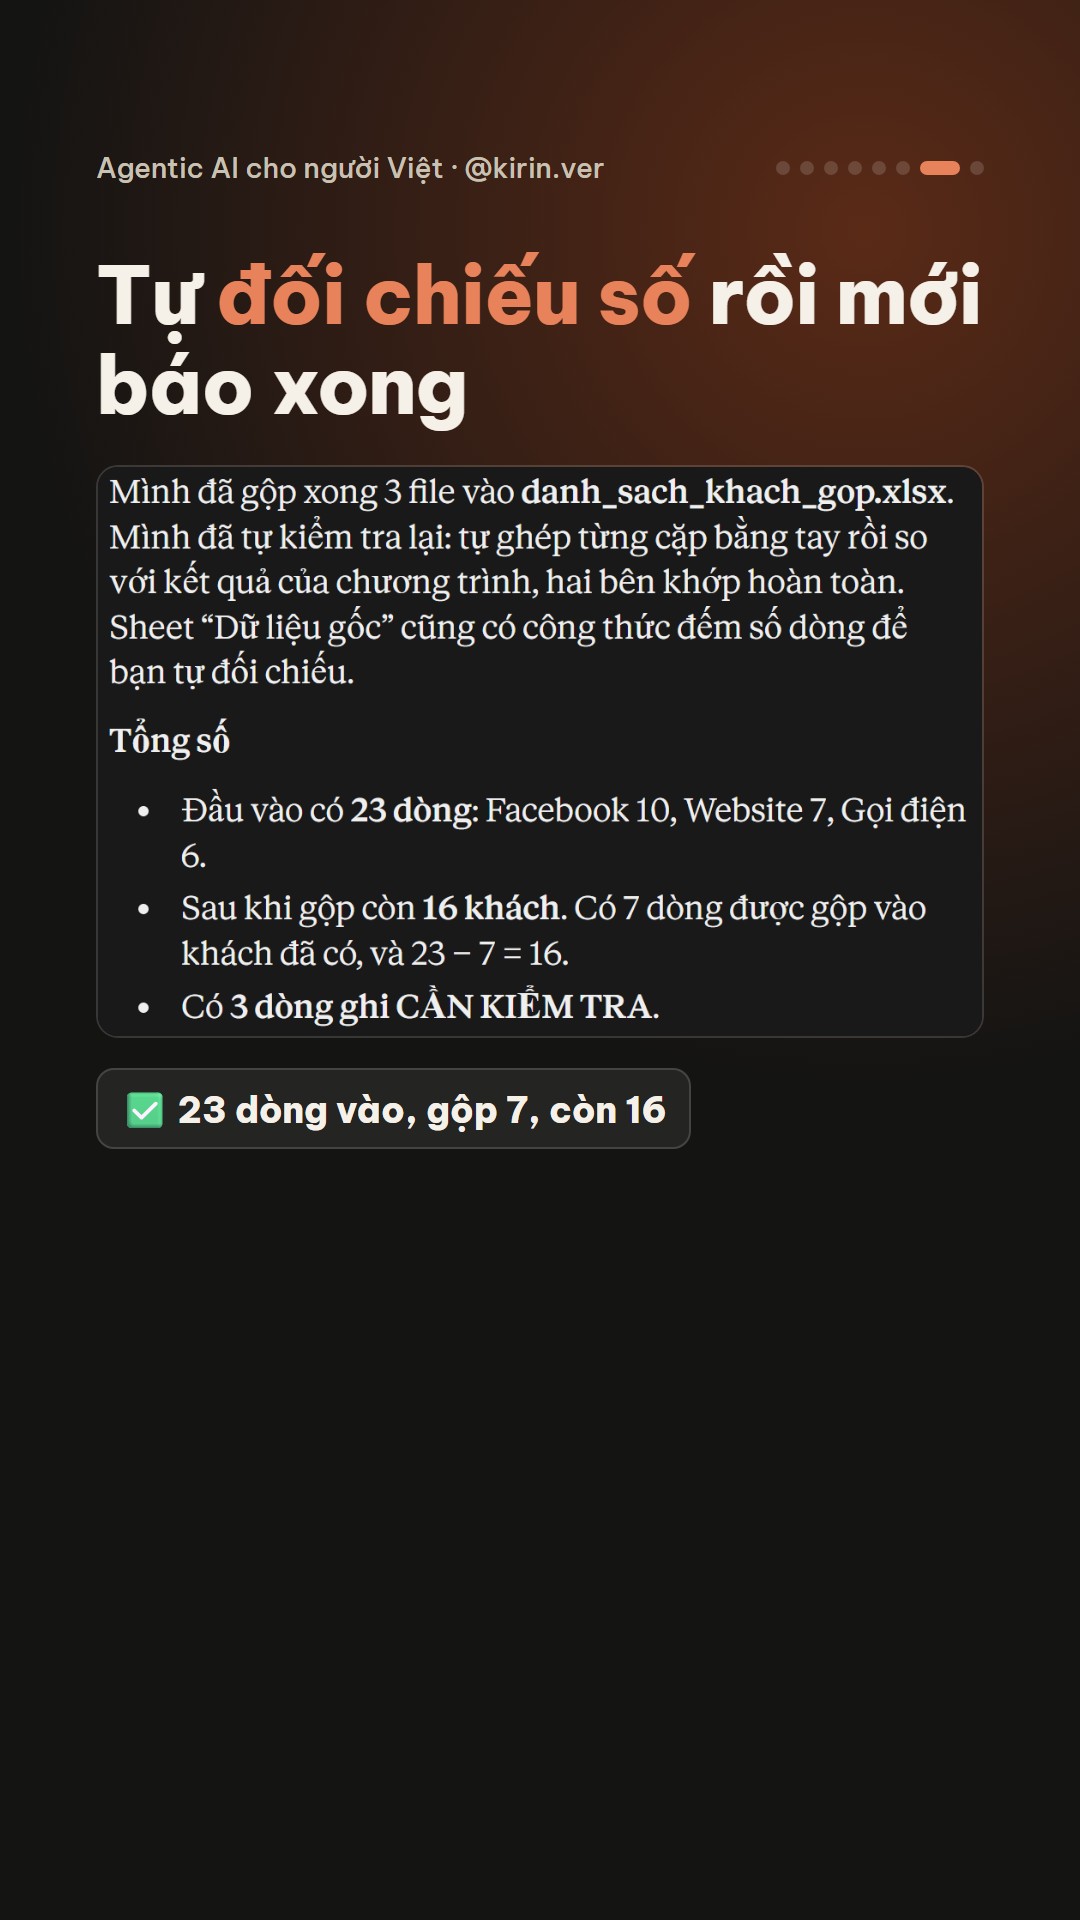 Agentic AI cho người Việt · @kirin.ver
Tự đối chiếu số rồi mới
báo xong
Mình đã gộp xong 3 file vào danh_sach_khach_gop.xlsx.
Mình đã tự kiểm tra lại: tự ghép từng cặp bằng tay rồi so
với kết quả của chương trình, hai bên khớp hoàn toàn.
Sheet “Dữ liệu gốc” cũng có công thức đếm số dòng để
bạn tự đối chiếu.
Tổng số
• Đầu vào có 23 dòng: Facebook 10, Website 7, Gọi điện
6.
• Sau khi gộp còn 16 khách. Có 7 dòng được gộp vào
khách đã có, và 23 − 7 = 16.
• Có 3 dòng ghi CẦN KIỂM TRA.
✅ 23 dòng vào, gộp 7, còn 16